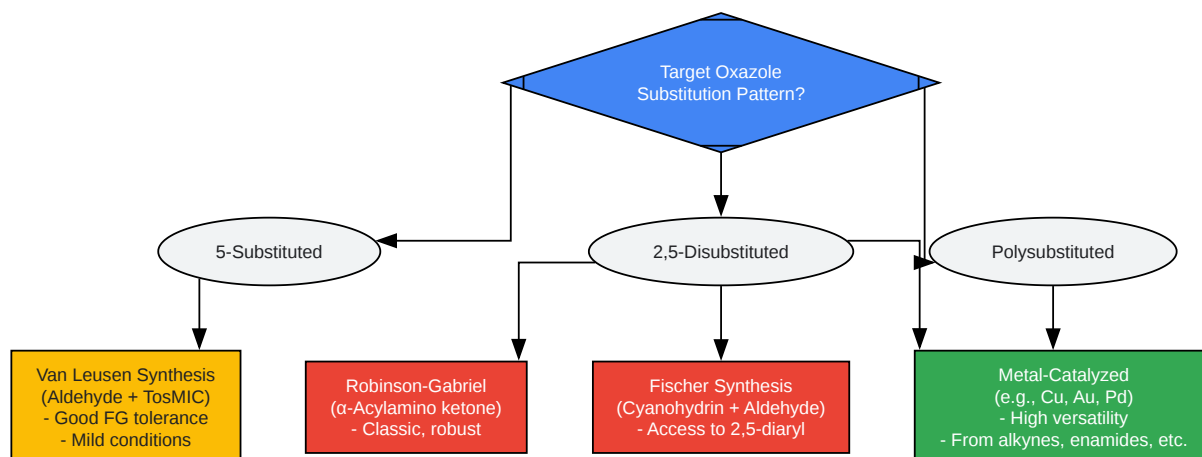 Target Oxazole
Substitution Pattern?
5-Substituted
2,5-Disubstituted
Polysubstituted
Van Leusen Synthesis
(Aldehyde + TosMIC)
- Good FG tolerance
- Mild conditions
Robinson-Gabriel
(α-Acylamino ketone)
- Classic, robust
Fischer Synthesis
(Cyanohydrin + Aldehyde)
- Access to 2,5-diaryl
Metal-Catalyzed
(e.g., Cu, Au, Pd)
- High versatility
- From alkynes, enamides, etc.